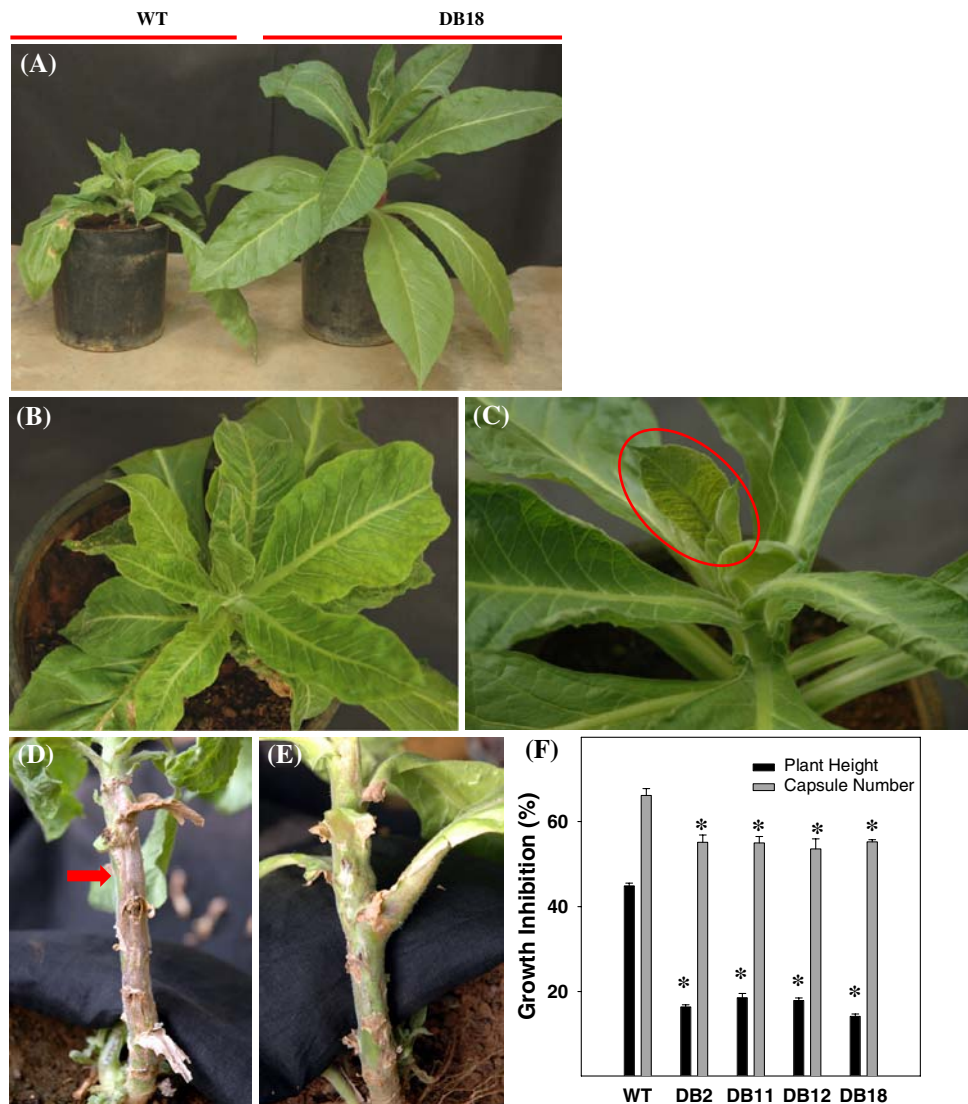 WT DB18
(A)
(B) (C)
(D) (E) (F)
Plant Height
Capsule Number
Growth Inhibition (%)
60
40
20
* * * *
* * * *
WT DB2 DB11 DB12 DB18